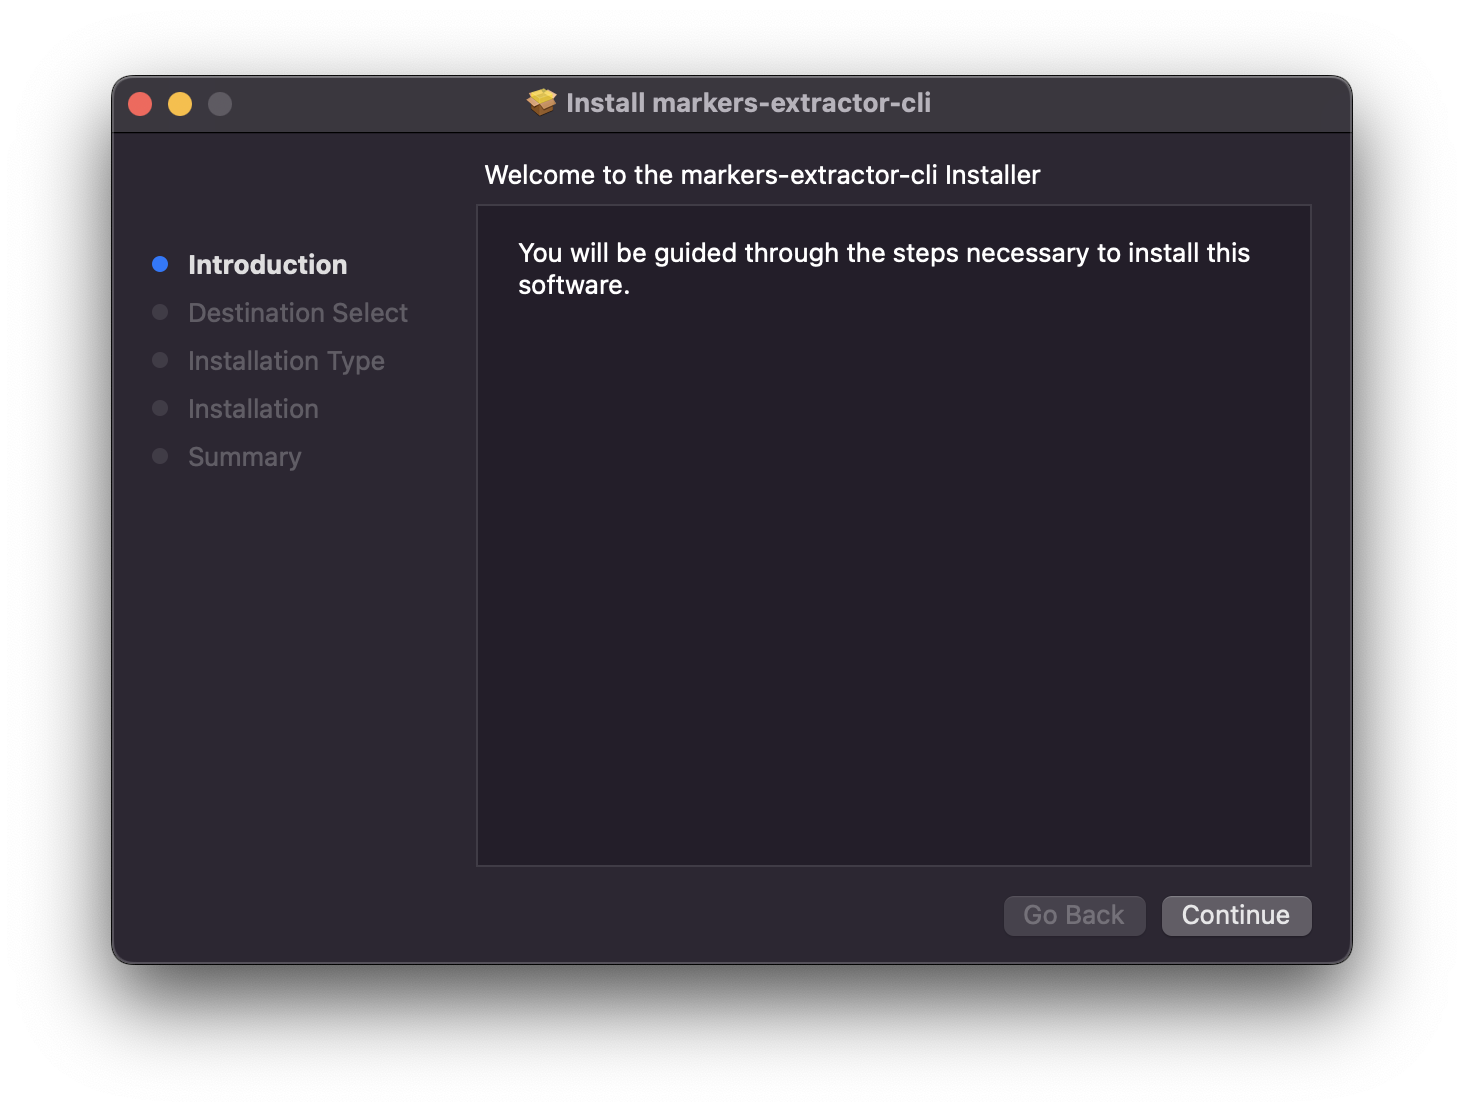 Install markers-extractor-cli
Welcome to the markers-extractor-cli Installer
Introduction
Destination Select
Installation Type
Installation
Summary
You will be guided through the steps necessary to install this
software.
Go Back
Continue